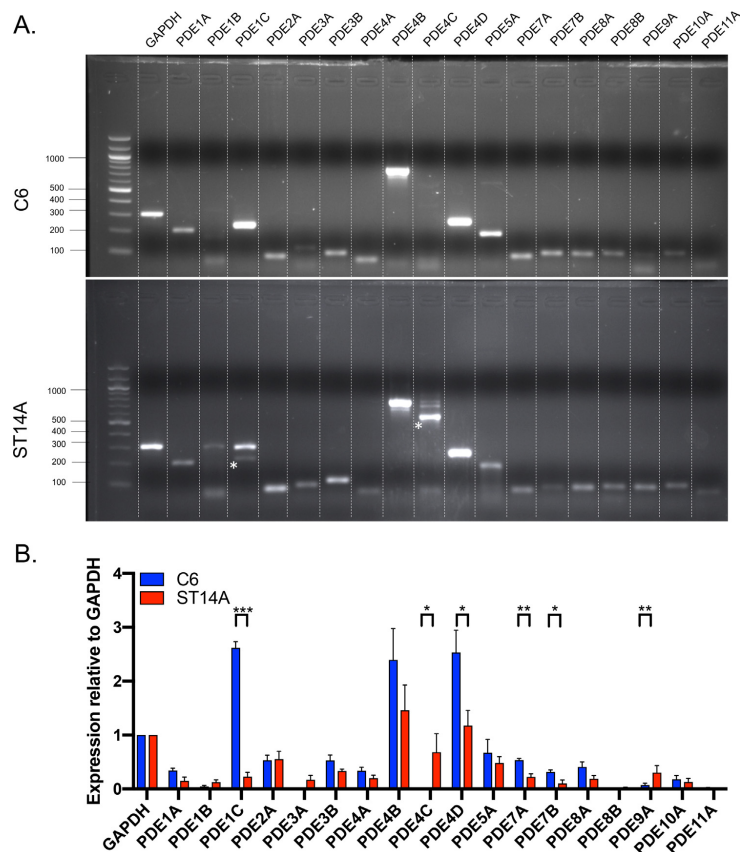 A.
GAPDH PDE1A PDE1B PDE1C PDE2A PDE3A PDE3B PDE4A PDE4B PDE4C PDE4D PDE5A PDE7A PDE7B PDE8A PDE8B PDE9A PDE10A PDE11A
C6
1000
500
400
300
200
100
ST14A
1000
500
400
300
200
100
*
*
B.
Expression relative to GAPDH
4
3
2
1
0
C6
ST14A
*** * * ** * **
GAPDH PDE1A PDE1B PDE1C PDE2A PDE3A PDE3B PDE4A PDE4B PDE4C PDE4D PDE5A PDE7A PDE7B PDE8A PDE8B PDE9A PDE10A PDE11A